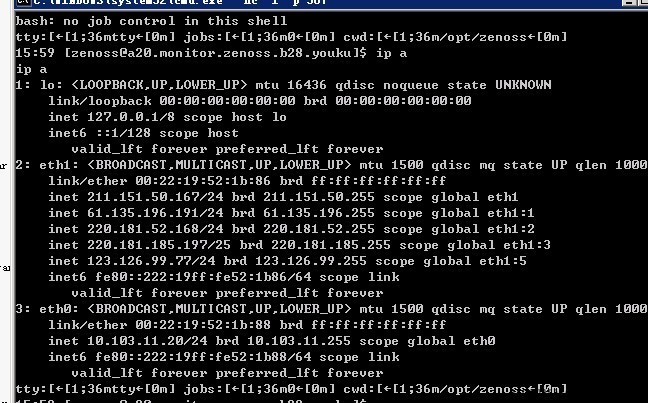 C:\WINDOWS\system32\cmd.exe - nc -l -p 
bash: no job control in this shell
tty:[←[1;36mtty←[0m] jobs:[←[1;36m0←[0m] cwd:[←[1;36m/opt/zenoss←[0m]
15:59 [zenoss@a20.monitor.zenoss.b28.youku]$ ip a
ip a
1: lo: <LOOPBACK,UP,LOWER_UP> mtu 16436 qdisc noqueue state UNKNOWN
link/loopback 00:00:00:00:00:00 brd 00:00:00:00:00:00
inet 127.0.0.1/8 scope host lo
inet6 ::1/128 scope host
valid_lft forever preferred_lft forever
2: eth1: <BROADCAST,MULTICAST,UP,LOWER_UP> mtu 1500 qdisc mq state UP qlen 1000
link/ether 00:22:19:52:1b:86 brd ff:ff:ff:ff:ff:ff
inet 211.151.50.167/24 brd 211.151.50.255 scope global eth1
inet 61.135.196.191/24 brd 61.135.196.255 scope global eth1:1
inet 220.181.52.168/24 brd 220.181.52.255 scope global eth1:2
inet 220.181.185.197/25 brd 220.181.185.255 scope global eth1:3
inet 123.126.99.77/24 brd 123.126.99.255 scope global eth1:5
inet6 fe80::222:19ff:fe52:1b86/64 scope link
valid_lft forever preferred_lft forever
3: eth0: <BROADCAST,MULTICAST,UP,LOWER_UP> mtu 1500 qdisc mq state UP qlen 1000
link/ether 00:22:19:52:1b:88 brd ff:ff:ff:ff:ff:ff
inet 10.103.11.20/24 brd 10.103.11.255 scope global eth0
inet6 fe80::222:19ff:fe52:1b88/64 scope link
valid_lft forever preferred_lft forever
tty:[←[1;36mtty←[0m] jobs:[←[1;36m0←[0m] cwd:[←[1;36m/opt/zenoss←[0m]